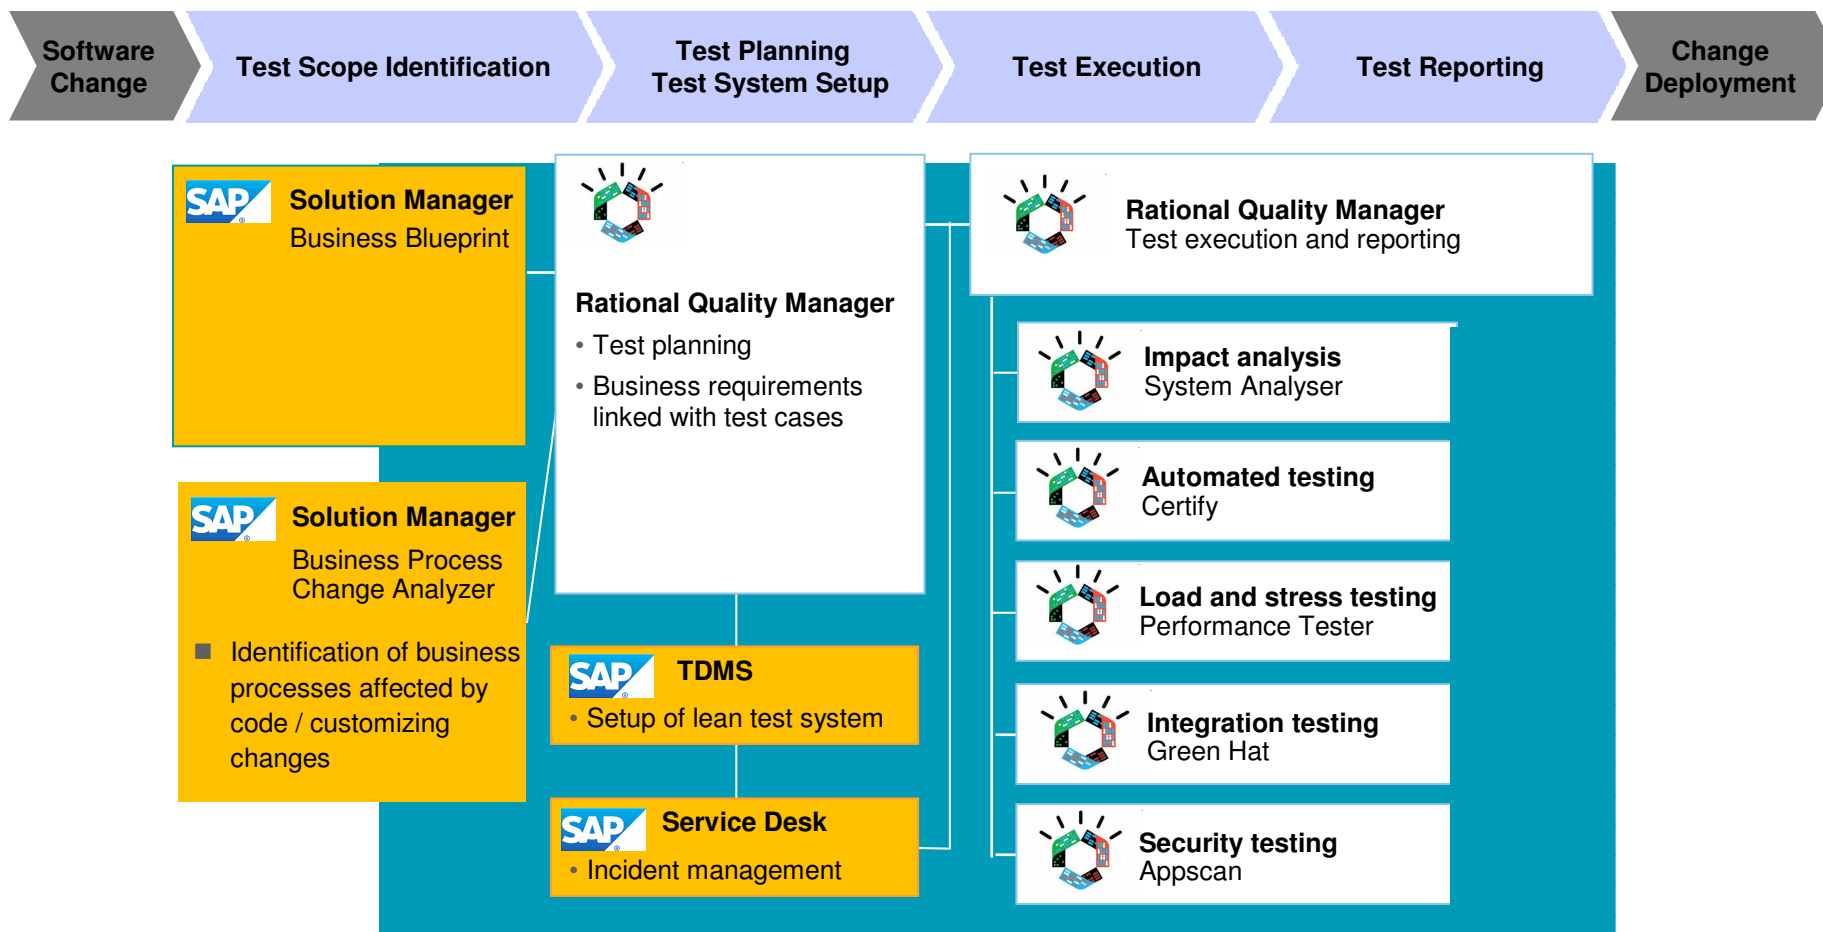 Software
Change
Test Scope Identification
Test Planning
Test System Setup
Test Execution
Test Reporting
Change
Deployment
SAP
®
Solution Manager
Business Blueprint
Rational Quality Manager
• Test planning
• Business requirements
linked with test cases
Rational Quality Manager
Test execution and reporting
Impact analysis
System Analyser
Automated testing
Certify
Load and stress testing
Performance Tester
Integration testing
Green Hat
Security testing
Appscan
SAP
®
Solution Manager
Business Process
Change Analyzer
■ Identification of business
processes affected by
code / customizing
changes
SAP
®
TDMS
• Setup of lean test system
SAP
®
Service Desk
• Incident management